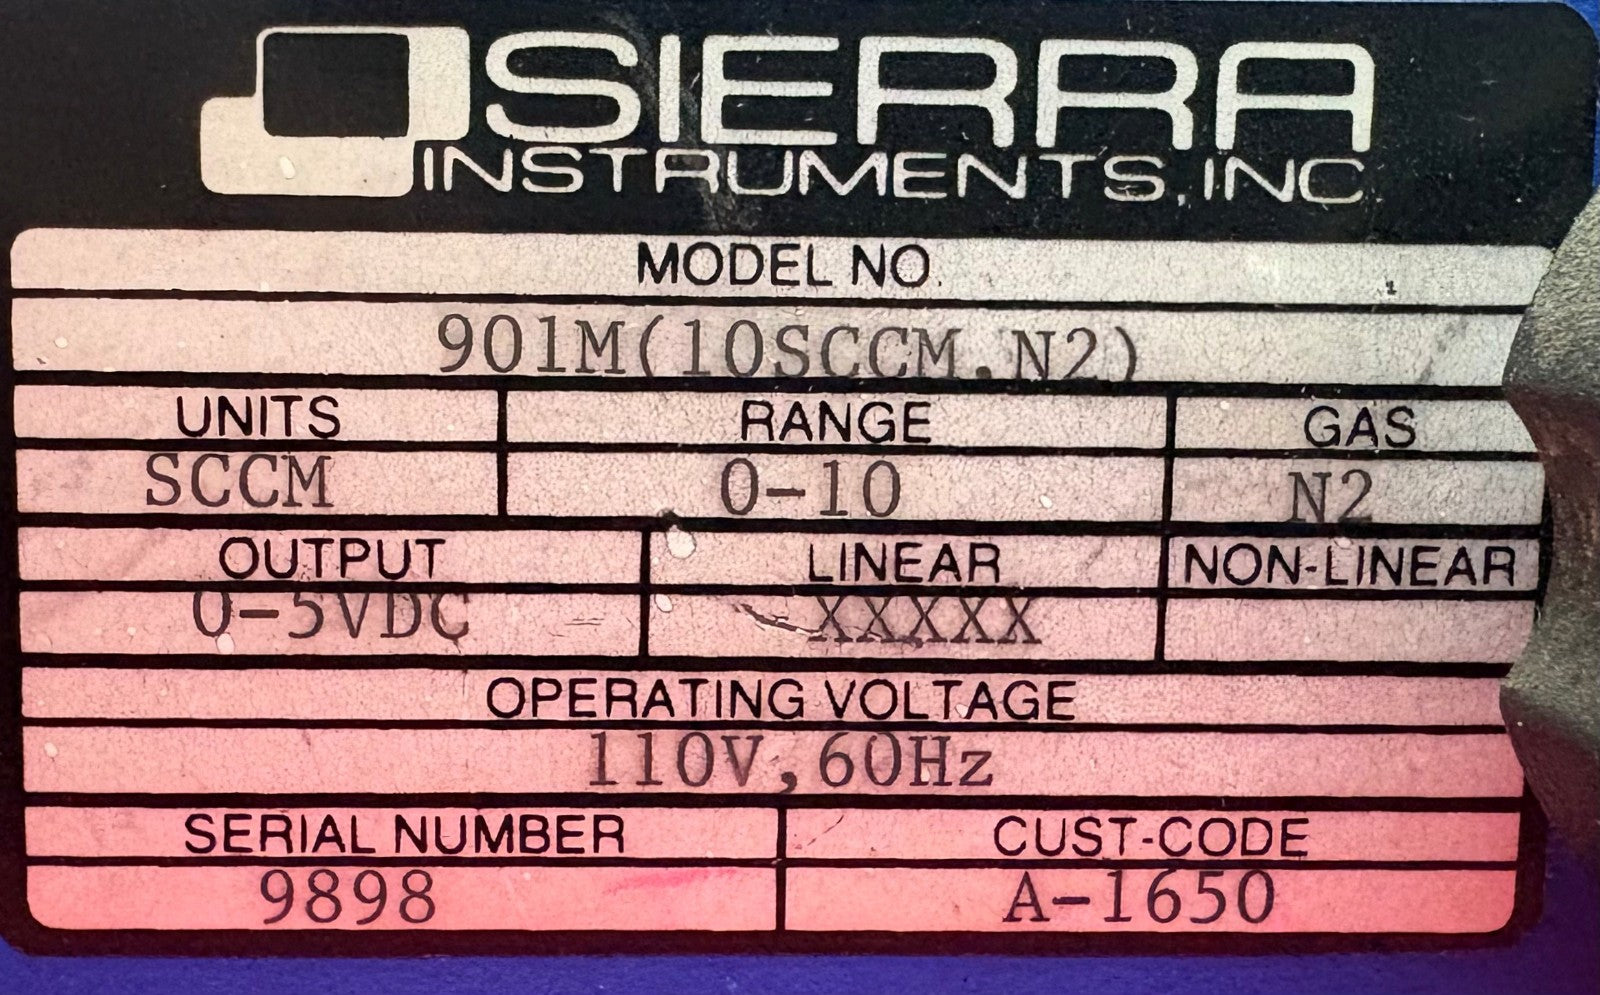 SIERRA
INSTRUMENTS, INC
MODEL NO.
901M(10SCCM,N2)
UNITS RANGE GAS
SCCM 0-10 N2
OUTPUT LINEAR NON-LINEAR
0-5VDC XXXXX
OPERATING VOLTAGE
110V,60Hz
SERIAL NUMBER CUST-CODE
9898 A-1650